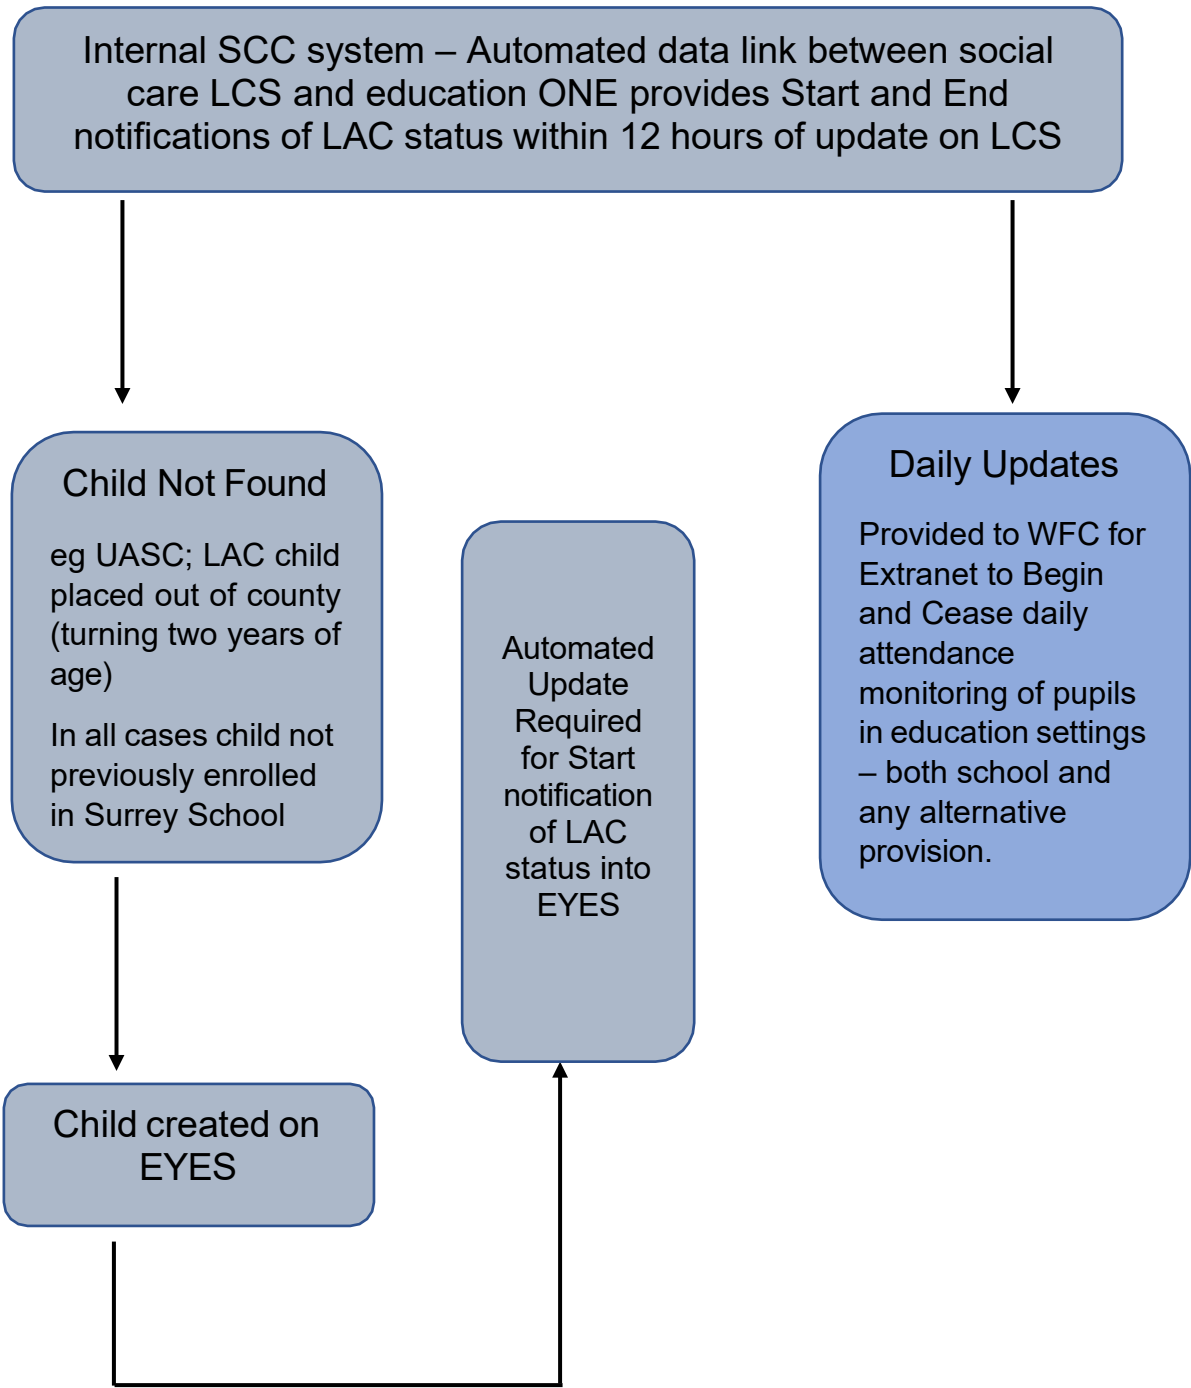 Internal SCC system – Automated data link between social
care LCS and education ONE provides Start and End
notifications of LAC status within 12 hours of update on LCS
Child Not Found
eg UASC; LAC child
placed out of county
(turning two years of
age)
In all cases child not
previously enrolled
in Surrey School
Child created on
EYES
Automated
Update
Required
for Start
notification
of LAC
status into
EYES
Daily Updates
Provided to WFC for
Extranet to Begin
and Cease daily
attendance
monitoring of pupils
in education settings
– both school and
any alternative
provision.